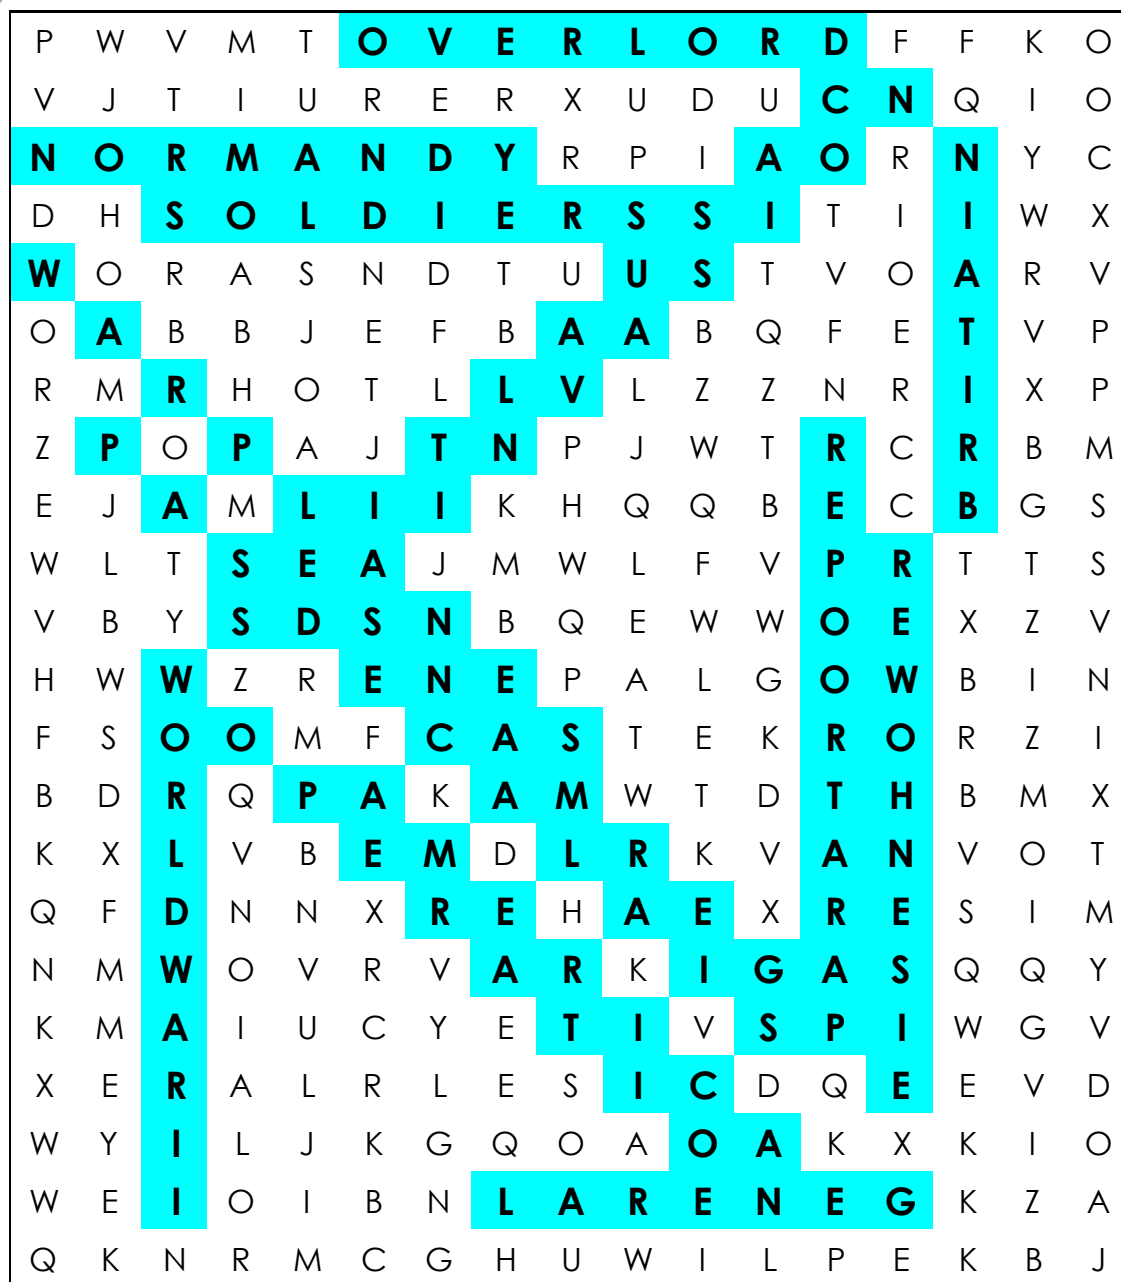 P W V M T O V E R L O R D F F K O
V J T I U R E R X U D U C N Q I O
N O R M A N D Y R P I A O R N Y C
D H S O L D I E R S S I T I I W X
W O R A S N D T U U S T V O A R V
O A B B J E F B A A B Q F E T V P
R M R H O T L L V L Z Z N R I X P
Z P O P A J T N P J W T R C R B M
E J A M L I I K H Q Q B E C B G S
W L T S E A J M W L F V P R T T S
V B Y S D S N B Q E W W O E X Z V
H W W Z R E N E P A L G O W B I N
F S O O M F C A S T E K R O R Z I
B D R Q P A K A M W T D T H B M X
K X L V B E M D L R K V A N V O T
Q F D N N X R E H A E X R E S I M
N M W O V R V A R K I G A S Q Q Y
K M A I U C Y E T I V S P I W G V
X E R A L R L E S I C D Q E E V D
W Y I L J K G Q O A O A K X K I O
W E I O I B N L A R E N E G K Z A
Q K N R M C G H U W I L P E K B J